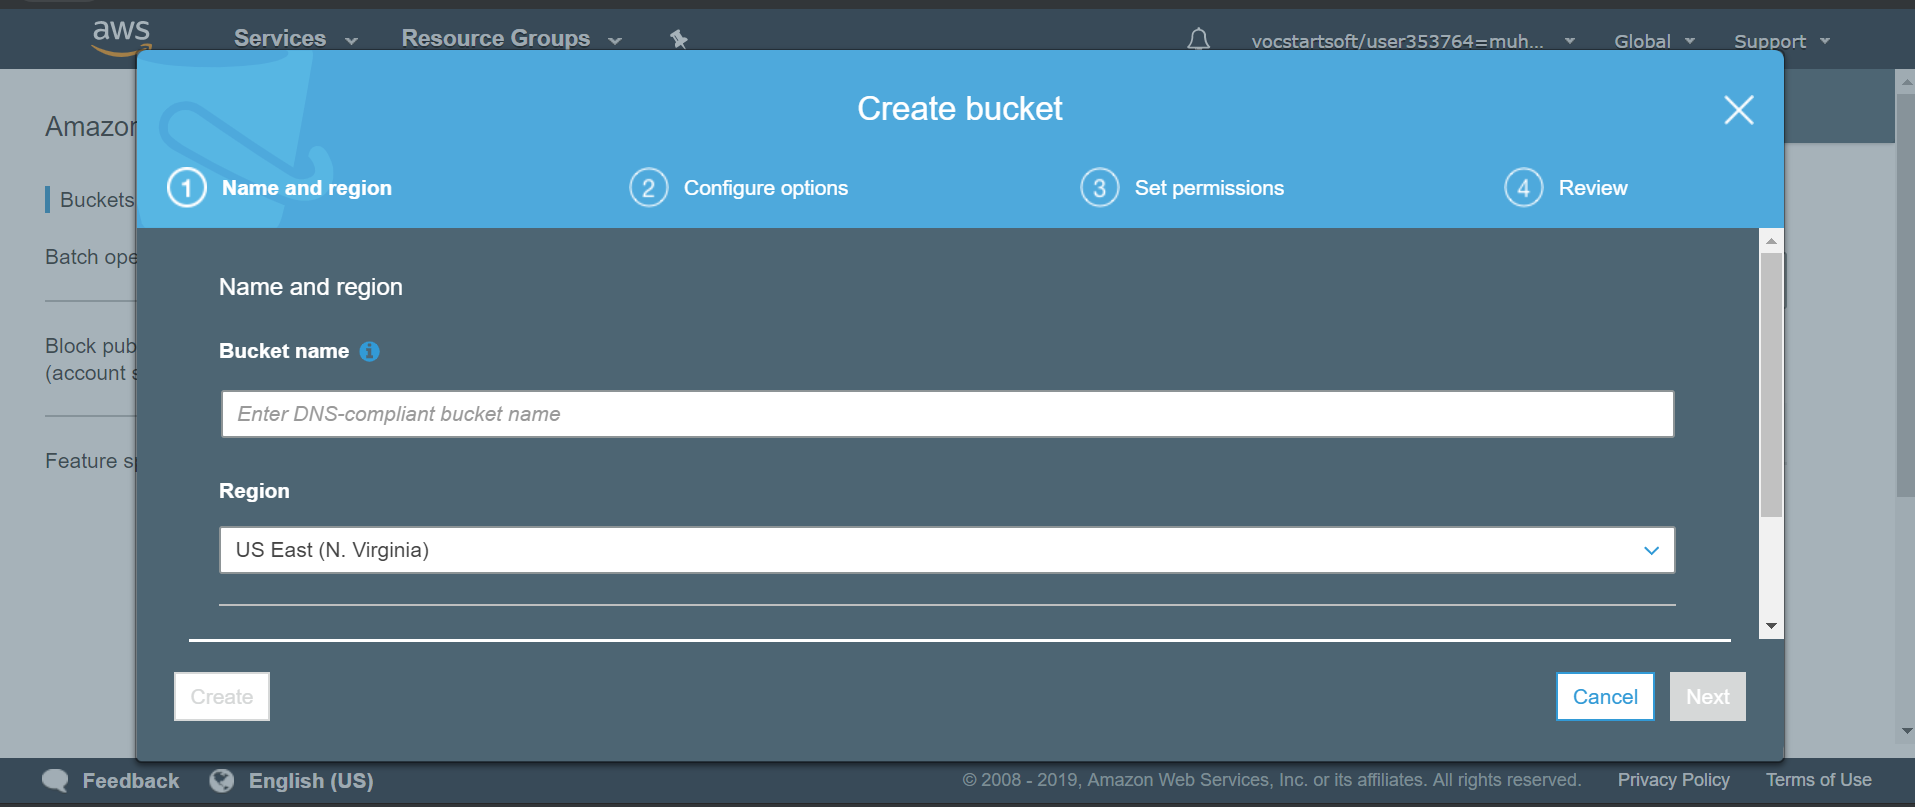 aws
Services
Resource Groups
vocstartsoft/user353764=muh...
Global
Support
Amazon
Buckets
Batch ope
Block pub
(account s
Feature sp
Create bucket
1 Name and region
2 Configure options
3 Set permissions
4 Review
Name and region
Bucket name
Enter DNS-compliant bucket name
Region
US East (N. Virginia)
Create
Cancel
Next
Feedback
English (US)
© 2008 - 2019, Amazon Web Services, Inc. or its affiliates. All rights reserved.
Privacy Policy
Terms of Use